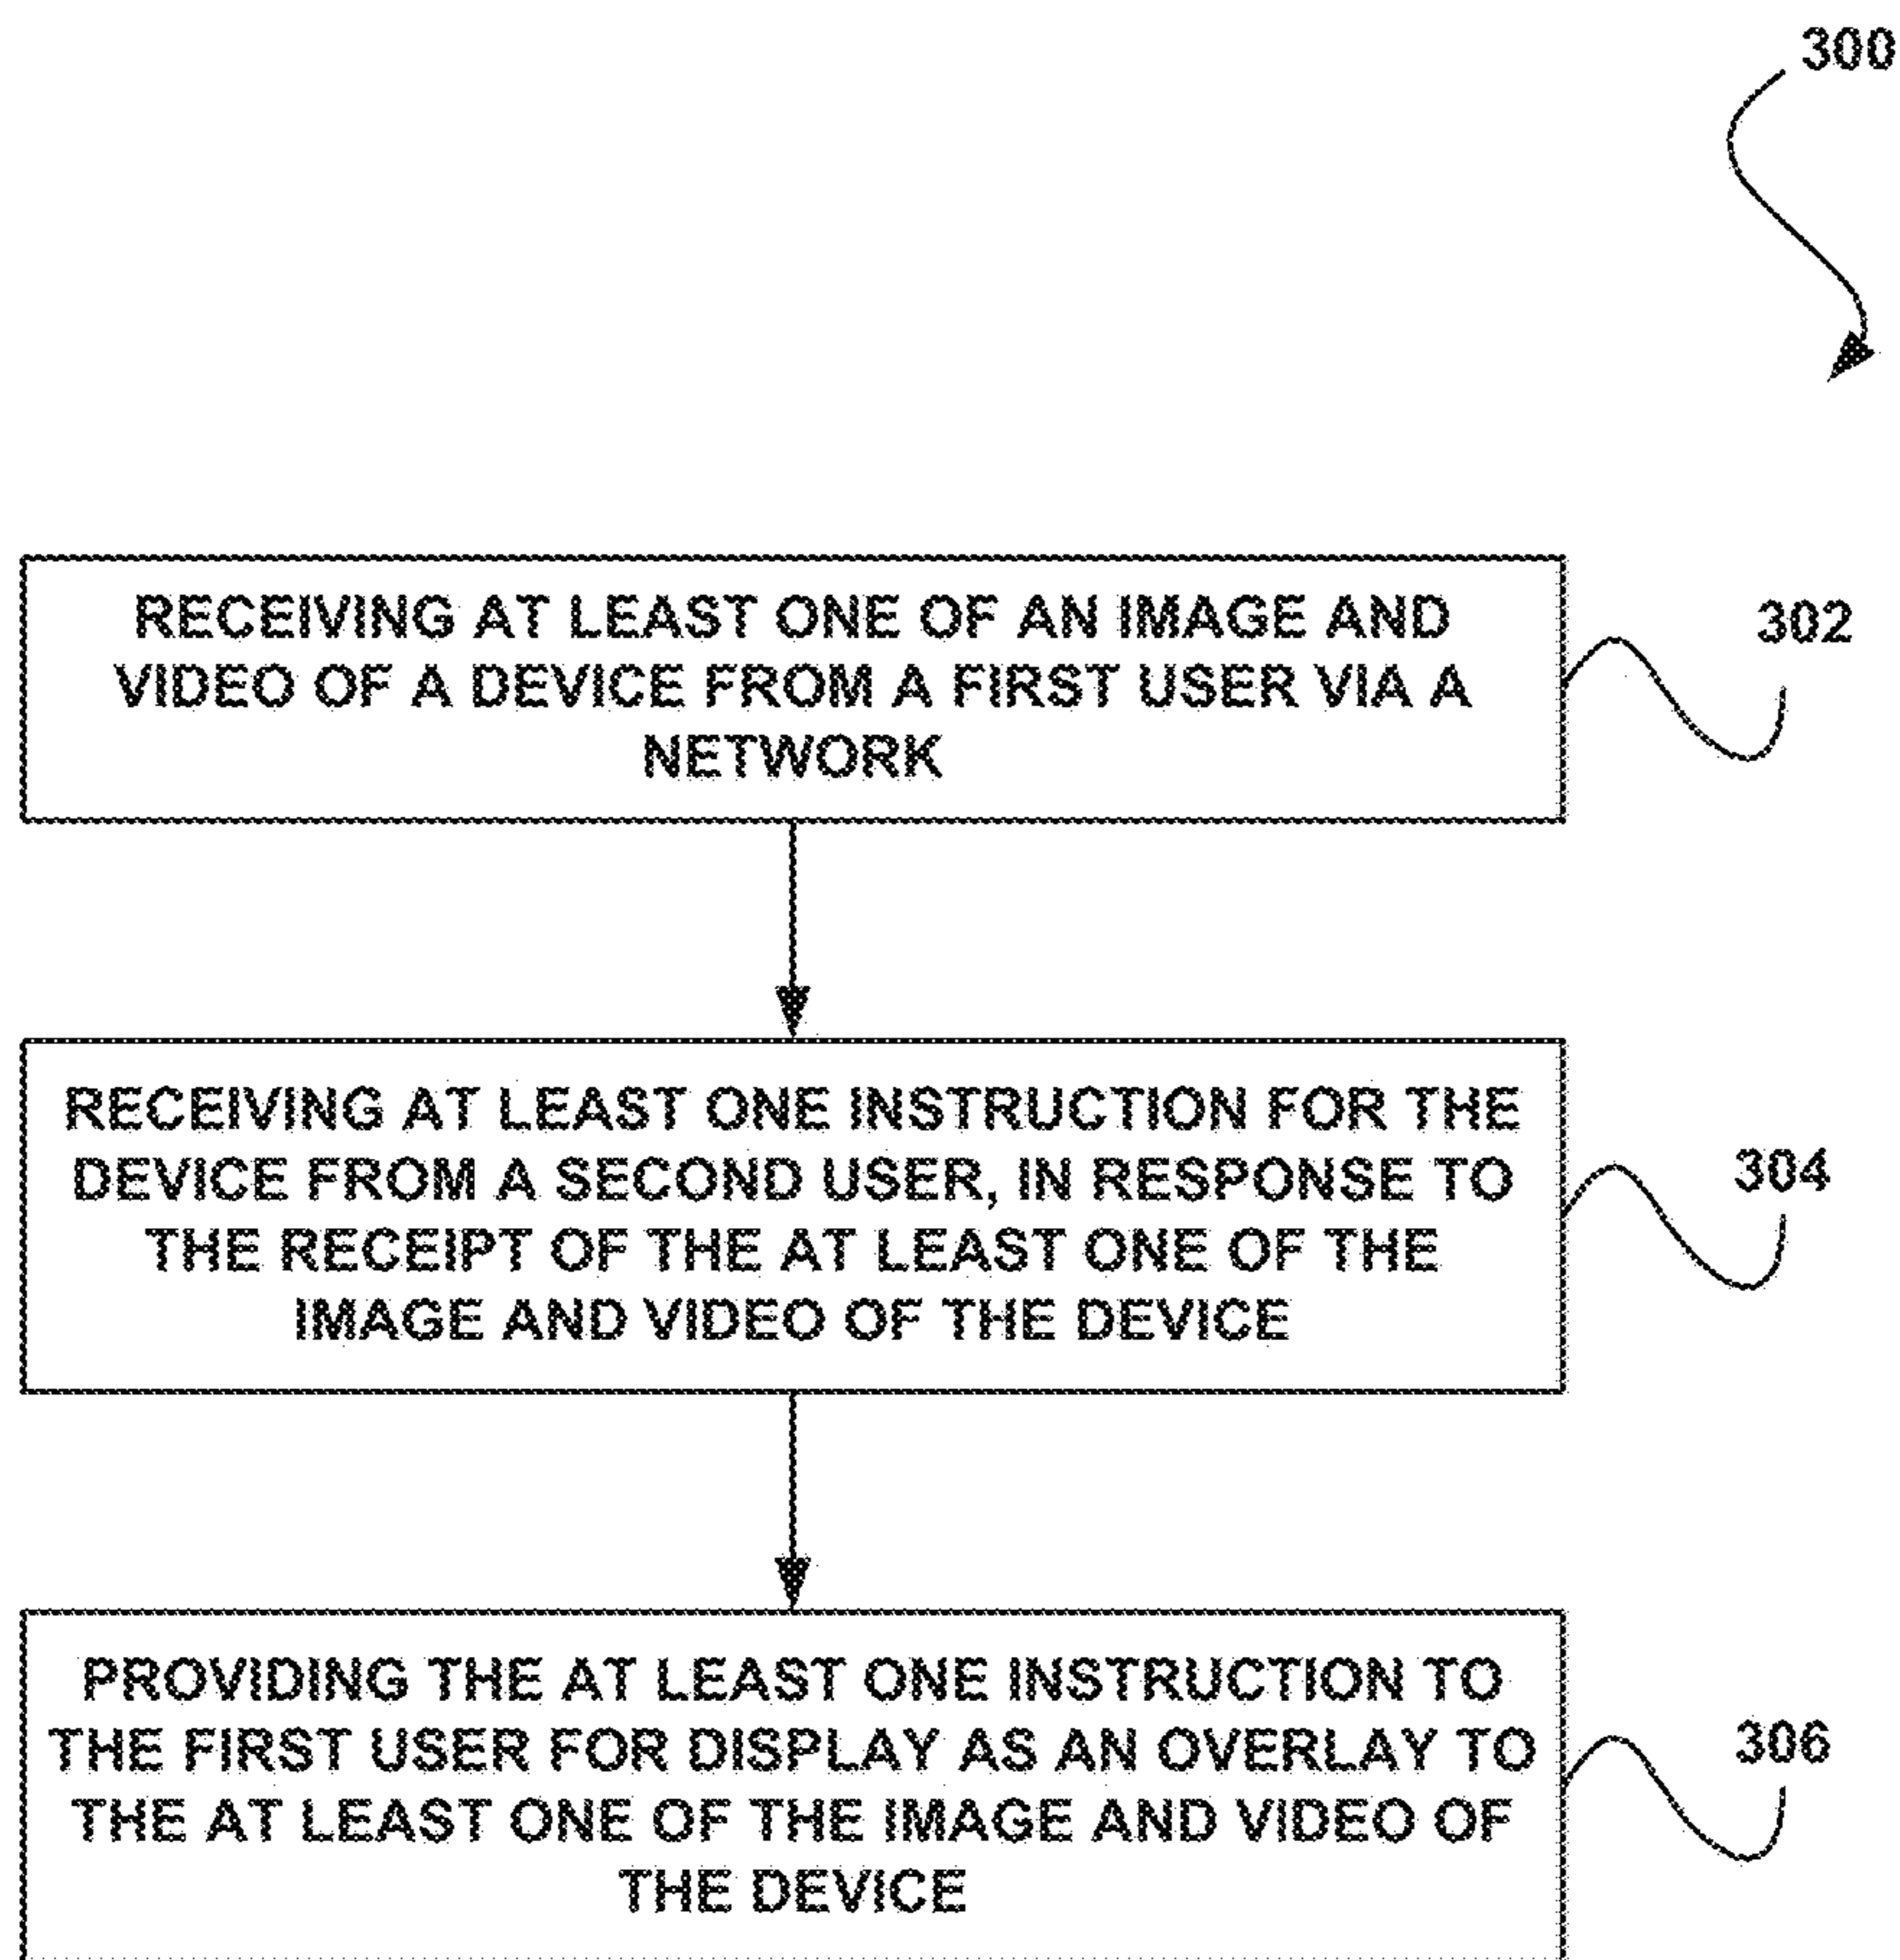 300
RECEIVING AT LEAST ONE OF AN IMAGE AND
VIDEO OF A DEVICE FROM A FIRST USER VIA A
NETWORK
302
RECEIVING AT LEAST ONE INSTRUCTION FOR THE
DEVICE FROM A SECOND USER, IN RESPONSE TO
THE RECEIPT OF THE AT LEAST ONE OF THE
IMAGE AND VIDEO OF THE DEVICE
304
PROVIDING THE AT LEAST ONE INSTRUCTION TO
THE FIRST USER FOR DISPLAY AS AN OVERLAY TO
THE AT LEAST ONE OF THE IMAGE AND VIDEO OF
THE DEVICE
306